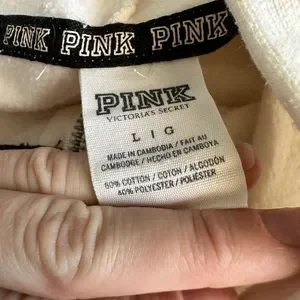 PINK PINK PINK
PINK
VICTORIA'S SECRET
L | G
MADE IN CAMBODIA / FAIT AU
CAMBODGE / HECHO EN CAMBOYA
60% COTTON / COTON / ALGODÓN
40% POLYESTER / POLIÉSTER